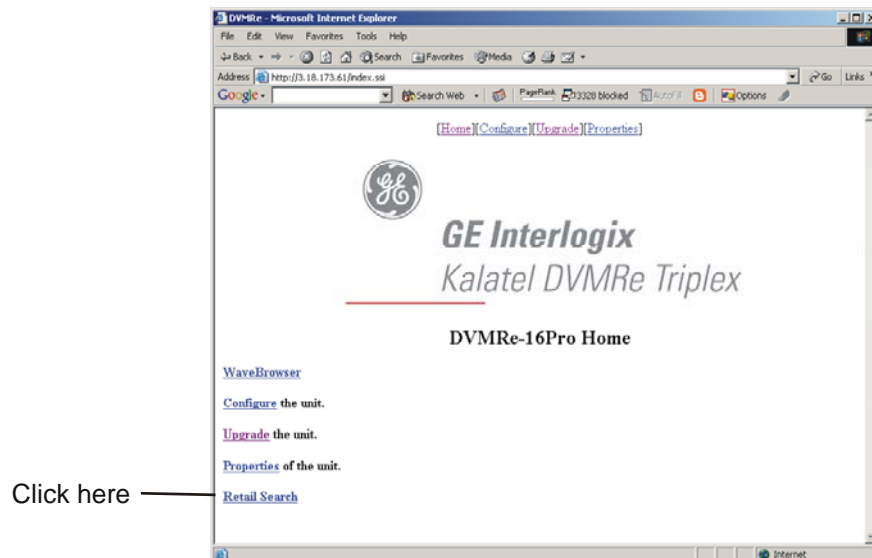 DVMRe - Microsoft Internet Explorer
File Edit View Favorites Tools Help
Back Search Favorites Media
Address http://3.18.173.61/index.ssi Go Links
Google Search Web PageRank 3328 blocked AutoFill Options
[Home][Configure][Upgrade][Properties]
GE
GE Interlogix
Kalatel DVMRe Triplex
DVMRe-16Pro Home
WaveBrowser
Configure the unit.
Upgrade the unit.
Properties of the unit.
Click here
Retail Search
Internet